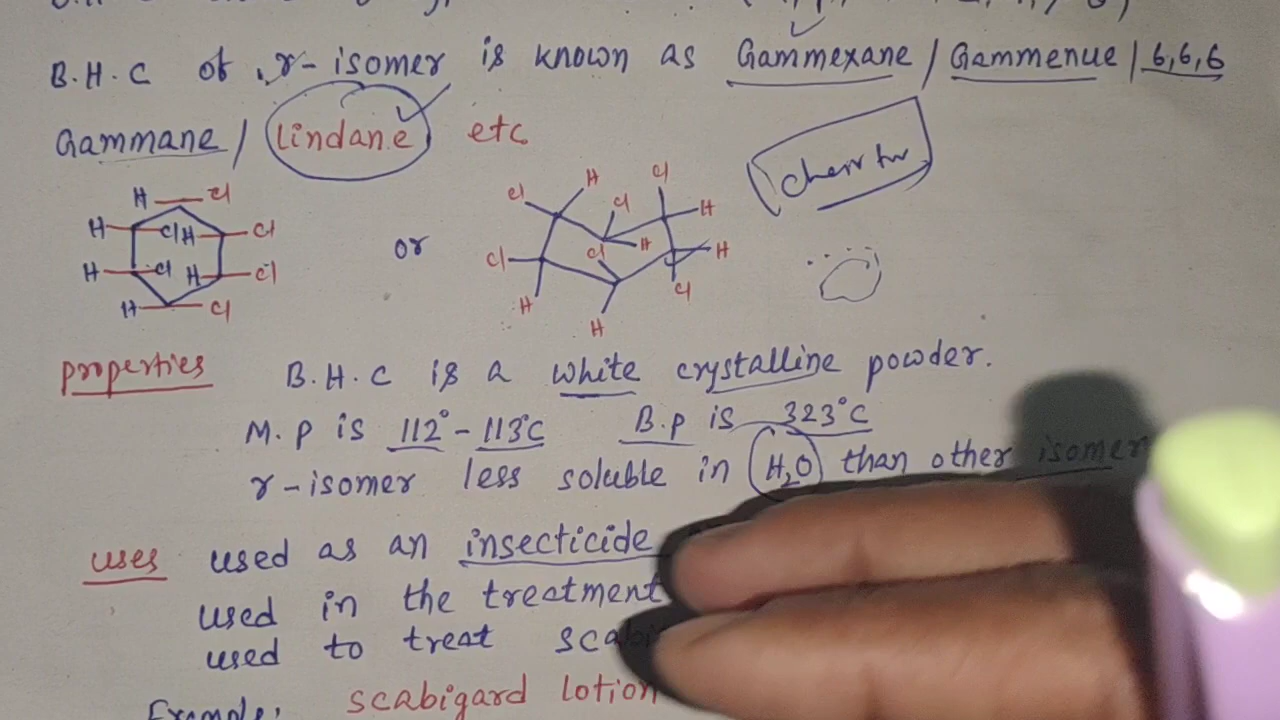 B.H.C of γ-isomer is known as Gammexane / Gammenue / 6,6,6
Gammane / lindane etc
H Cl
H Cl H Cl
H Cl H Cl
H Cl
or
Cl H Cl Cl H
Cl Cl H H
H H Cl
properties B.H.C is a white crystalline powder.
M.P is 112° - 113°C B.p is 323°C
γ-isomer less soluble in H₂O than other isomer
uses used as an insecticide
used in the treatment
used to treat
Example: scabigard lotion